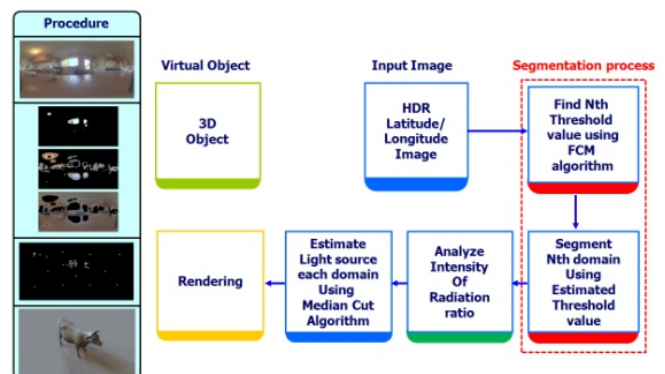 Procedure
Virtual Object
Input Image
Segmentation process
3D
Object
HDR
Latitude/
Longitude
Image
Find Nth
Threshold
value using
FCM
algorithm
Rendering
Estimate
Light source
each domain
Using
Median Cut
Algorithm
Analyze
Intensity
Of
Radiation
ratio
Segment
Nth domain
Using
Estimated
Threshold
value